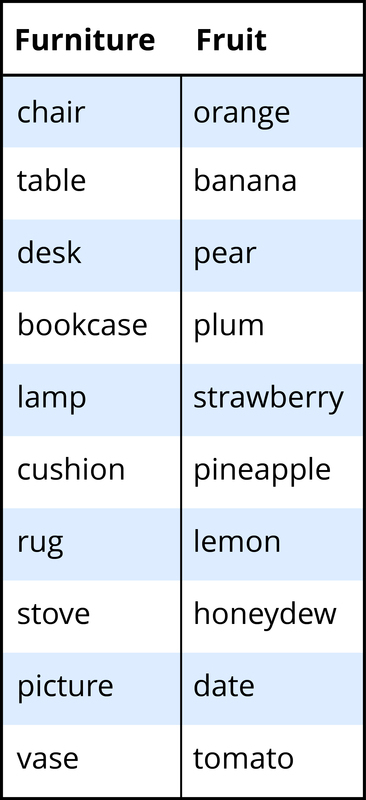 Furniture Fruit
chair orange
table banana
desk pear
bookcase plum
lamp strawberry
cushion pineapple
rug lemon
stove honeydew
picture date
vase tomato